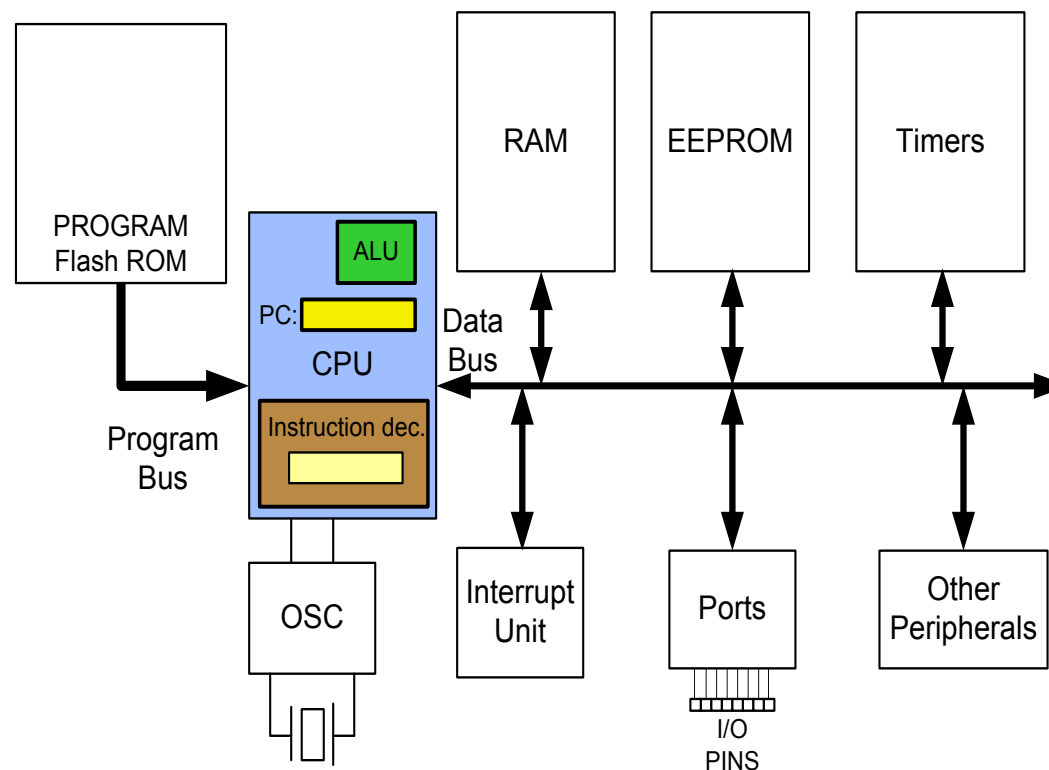 PROGRAM
Flash ROM
RAM
EEPROM
Timers
ALU
PC:
CPU
Instruction dec.
Data
Bus
Program
Bus
OSC
Interrupt
Unit
Ports
I/O
PINS
Other
Peripherals